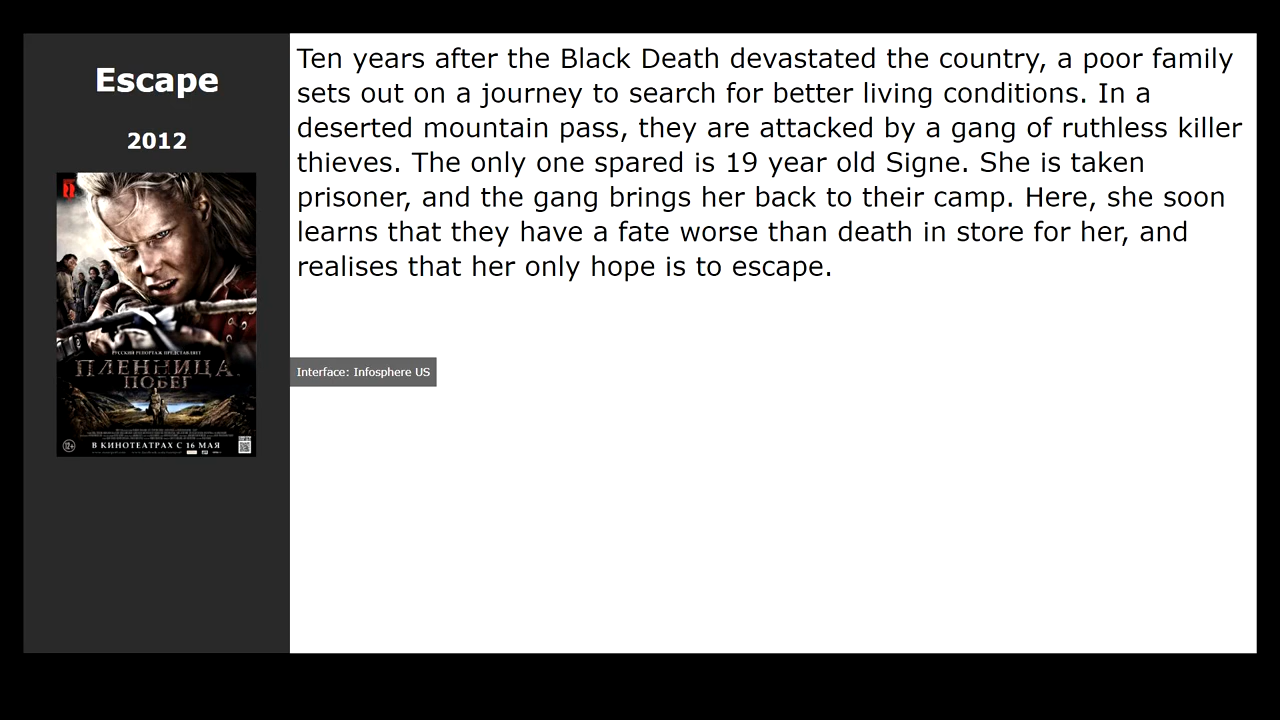 Escape
2012
РУССКИЙ РЕПОРТАЖ ПРЕДСТАВЛЯЕТ
ПЛЕННИЦА.
ПОБЕГ
12+
В КИНОТЕАТРАХ С 16 МАЯ
Ten years after the Black Death devastated the country, a poor family
sets out on a journey to search for better living conditions. In a
deserted mountain pass, they are attacked by a gang of ruthless killer
thieves. The only one spared is 19 year old Signe. She is taken
prisoner, and the gang brings her back to their camp. Here, she soon
learns that they have a fate worse than death in store for her, and
realises that her only hope is to escape.
Interface: Infosphere US